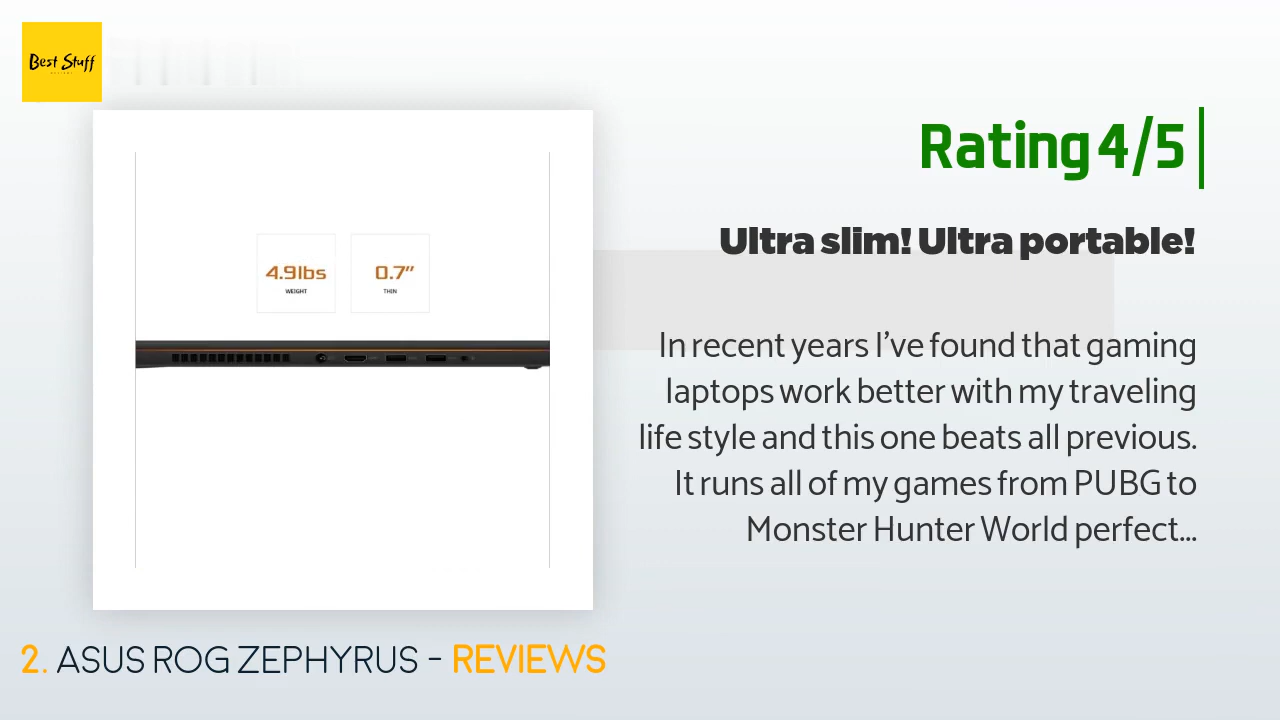 Best Stuff
Rating 4/5
Ultra slim! Ultra portable!
4.9lbs
WEIGHT
0.7"
THIN
In recent years I've found that gaming
laptops work better with my traveling
life style and this one beats all previous.
It runs all of my games from PUBG to
Monster Hunter World perfect...
2. ASUS ROG ZEPHYRUS - REVIEWS